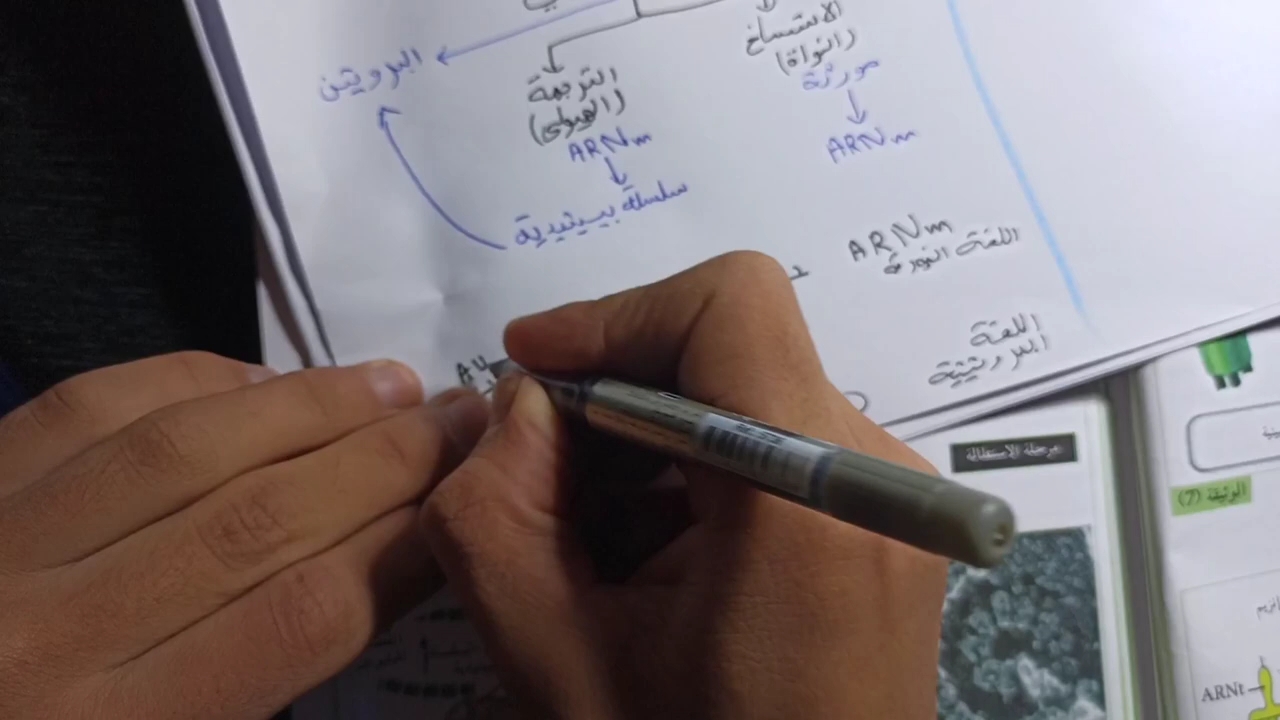 الاستنساخ
(النواة)
مورثة
ARNm
الترجمة
(الهيولى)
ARNm
سلسلة بيبتيدية
البروتين
ARNm
اللغة النووية
اللغة
البروتينية
AU
مرحلة الاستطالة
الوثيقة (7)
ARNt